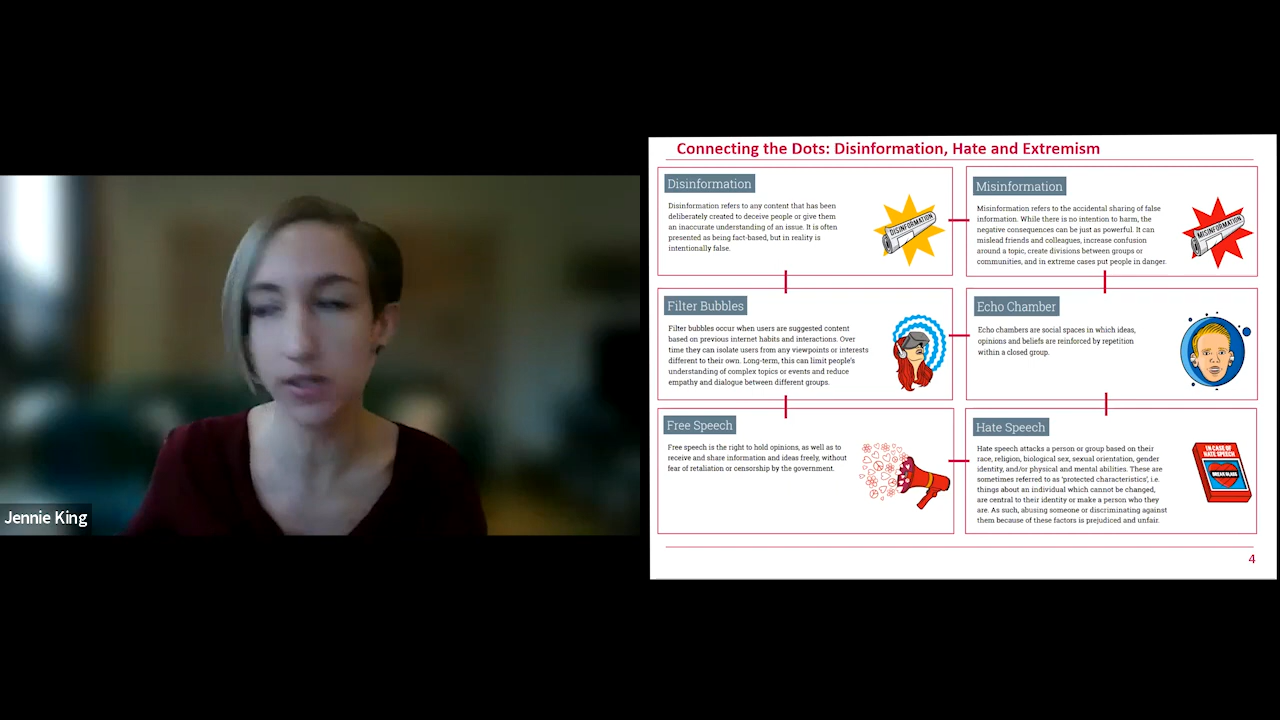 Jennie King
Connecting the Dots: Disinformation, Hate and Extremism
Disinformation
Disinformation refers to any content that has been
deliberately created to deceive people or give them
an inaccurate understanding of an issue. It is often
presented as being fact-based, but in reality is
intentionally false.
DISINFORMATION
Misinformation
Misinformation refers to the accidental sharing of false
information. While there is no intention to harm, the
negative consequences can be just as powerful. It can
mislead friends and colleagues, increase confusion
around a topic, create divisions between groups or
communities, and in extreme cases put people in danger.
MISINFORMATION
Filter Bubbles
Filter bubbles occur when users are suggested content
based on previous internet habits and interactions. Over
time they can isolate users from any viewpoints or interests
different to their own. Long-term, this can limit people's
understanding of complex topics or events and reduce
empathy and dialogue between different groups.
Echo Chamber
Echo chambers are social spaces in which ideas,
opinions and beliefs are reinforced by repetition
within a closed group.
Free Speech
Free speech is the right to hold opinions, as well as to
receive and share information and ideas freely, without
fear of retaliation or censorship by the government.
Hate Speech
Hate speech attacks a person or group based on their
race, religion, biological sex, sexual orientation, gender
identity, and/or physical and mental abilities. These are
sometimes referred to as 'protected characteristics', i.e.
things about an individual which cannot be changed,
are central to their identity or make a person who they
are. As such, abusing someone or discriminating against
them because of these factors is prejudiced and unfair.
IN CASE OF
HATE SPEECH
BREAK GLASS
4